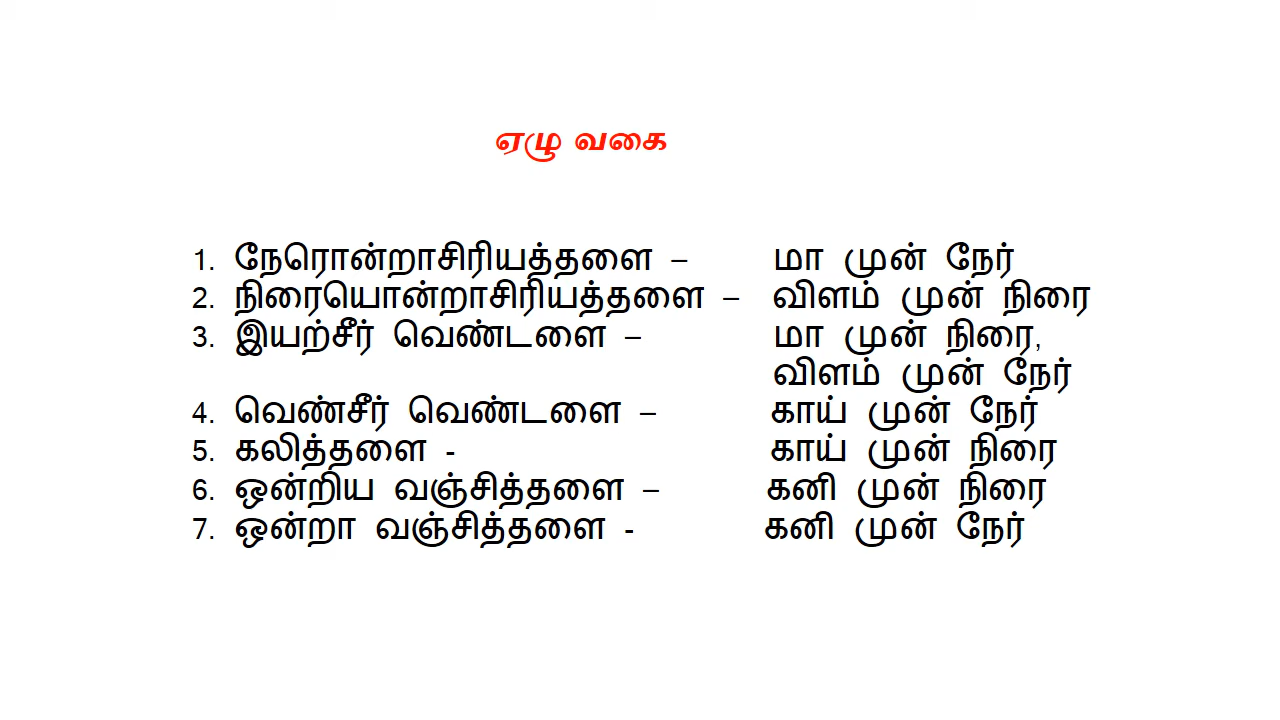 ஏழு வகை
1. நேரொன்றாசிரியத்தளை – மா முன் நேர்
2. நிரையொன்றாசிரியத்தளை – விளம் முன் நிரை
3. இயற்சீர் வெண்டளை – மா முன் நிரை,
விளம் முன் நேர்
4. வெண்சீர் வெண்டளை – காய் முன் நேர்
5. கலித்தளை - காய் முன் நிரை
6. ஒன்றிய வஞ்சித்தளை – கனி முன் நிரை
7. ஒன்றா வஞ்சித்தளை - கனி முன் நேர்